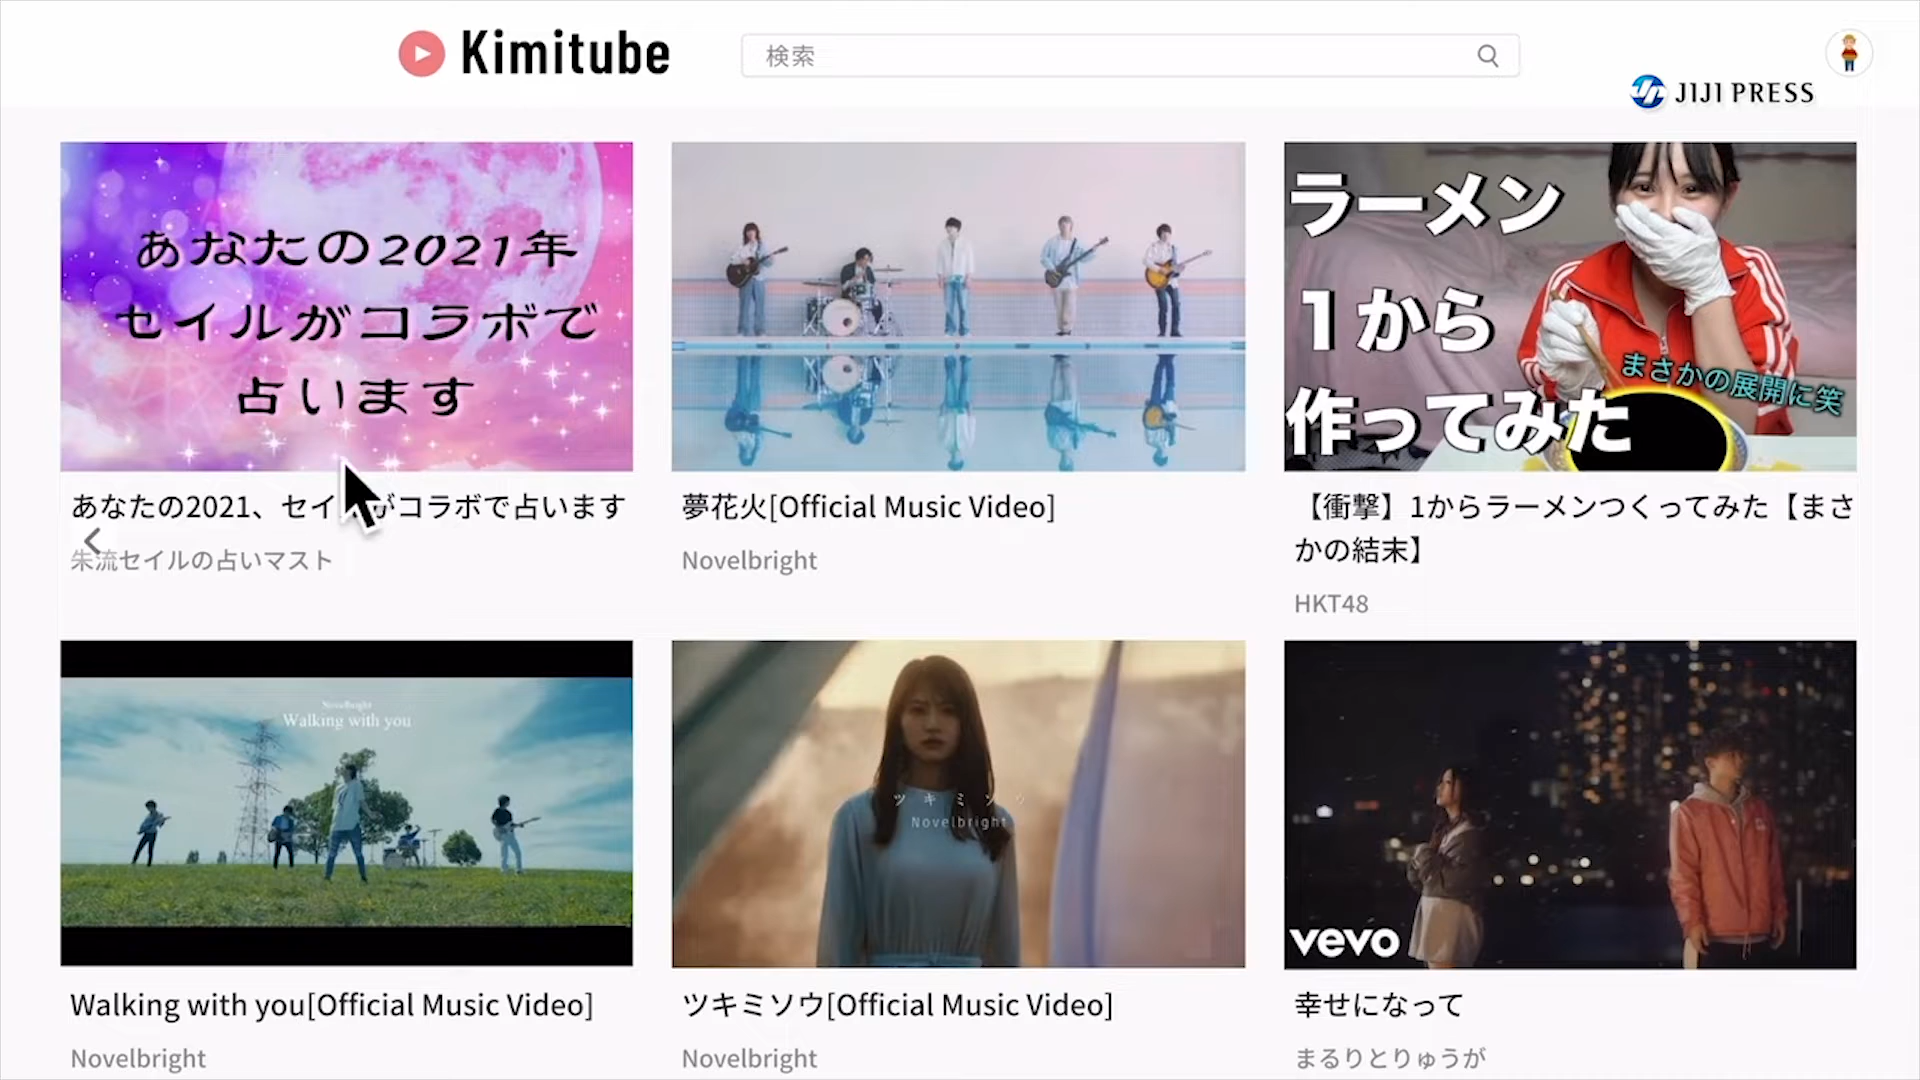 Kimitube
検索
JIJI PRESS
あなたの2021年
セイルがコラボで
占います
ラーメン
1から
作ってみた
まさかの展開に笑
あなたの2021、セイルがコラボで占います
朱流セイルの占いマスト
夢花火[Official Music Video]
Novelbright
【衝撃】1からラーメンつくってみた【まさ
かの結末】
HKT48
Novelbright
Walking with you
ツキミソウ
Novelbright
vevo
Walking with you[Official Music Video]
Novelbright
ツキミソウ[Official Music Video]
Novelbright
幸せになって
まるりとりゅうが